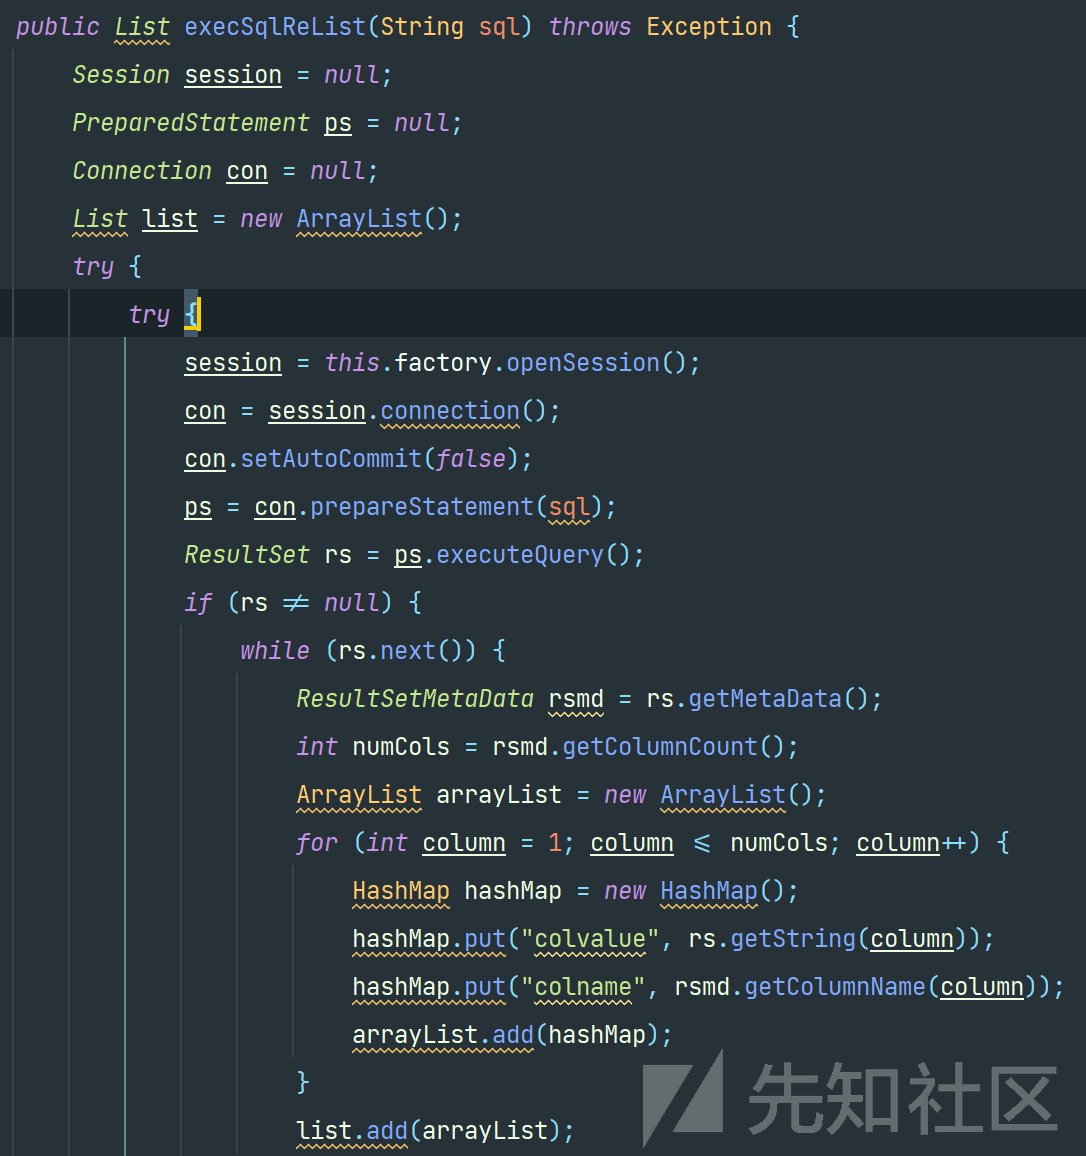 public List execSqlReList(String sql) throws Exception {
Session session = null;
PreparedStatement ps = null;
Connection con = null;
List list = new ArrayList();
try {
try {
session = this.factory.openSession();
con = session.connection();
con.setAutoCommit(false);
ps = con.prepareStatement(sql);
ResultSet rs = ps.executeQuery();
if (rs != null) {
while (rs.next()) {
ResultSetMetaData rsmd = rs.getMetaData();
int numCols = rsmd.getColumnCount();
ArrayList arrayList = new ArrayList();
for (int column = 1; column <= numCols; column++) {
HashMap hashMap = new HashMap();
hashMap.put("colvalue", rs.getString(column));
hashMap.put("colname", rsmd.getColumnName(column));
arrayList.add(hashMap);
}
list.add(arrayList);
先知社区